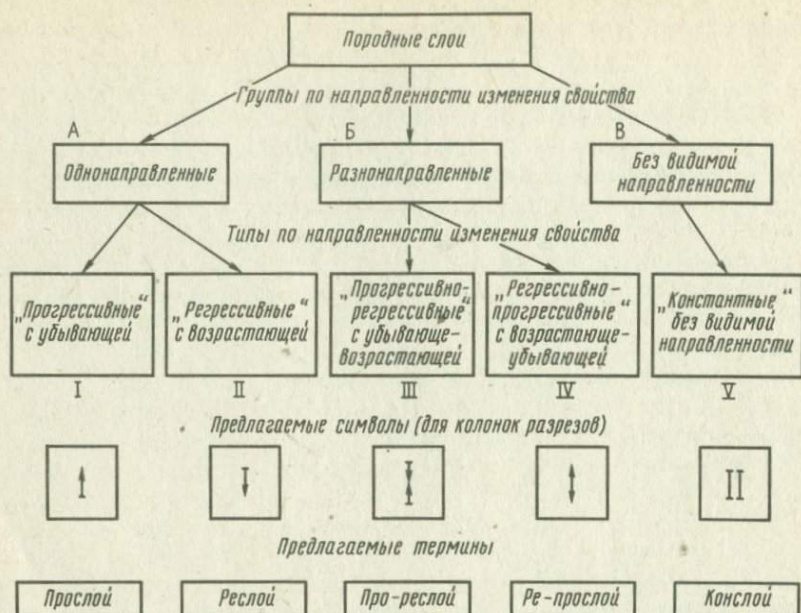 Породные слои
Группы по направленности изменения свойства
А
Б
В
Однонаправленные
Разнонаправленные
Без видимой
направленности
Типы по направленности изменения свойства
„Прогрессивные“
с убывающей
„Регрессивные“
с возрастающей
„Прогрессивно-
регрессивные“
с убывающе-
возрастающей
„Регрессивно-
прогрессивные“
с возрастающе-
убывающей
„Константные“
без видимой
направленности
I
II
III
IV
V
Предлагаемые символы (для колонок разрезов)
Предлагаемые термины
Прослой
Реслой
Про-реслой
Ре-прослой
Конслой